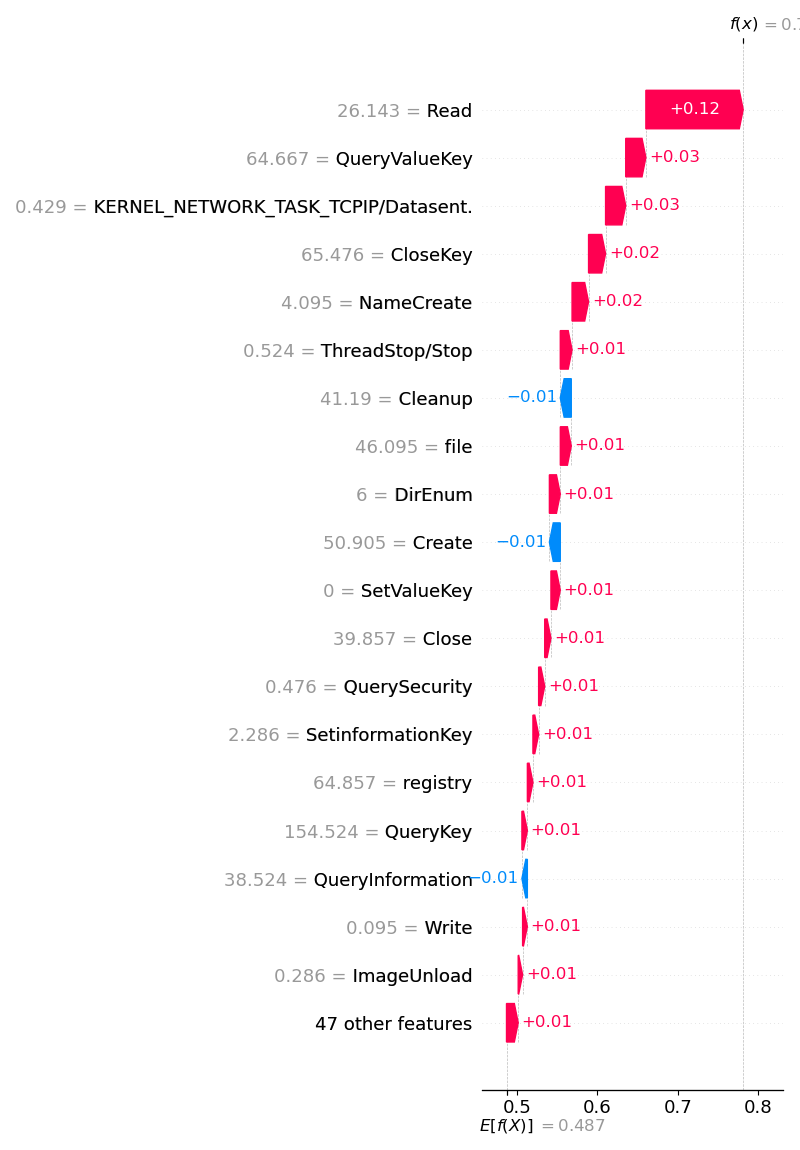 f(x) = 0.7
26.143 = Read +0.12
64.667 = QueryValueKey +0.03
0.429 = KERNEL_NETWORK_TASK_TCPIP/Datasent. +0.03
65.476 = CloseKey +0.02
4.095 = NameCreate +0.02
0.524 = ThreadStop/Stop +0.01
41.19 = Cleanup −0.01
46.095 = file +0.01
6 = DirEnum +0.01
50.905 = Create −0.01
0 = SetValueKey +0.01
39.857 = Close +0.01
0.476 = QuerySecurity +0.01
2.286 = SetinformationKey +0.01
64.857 = registry +0.01
154.524 = QueryKey +0.01
38.524 = QueryInformation −0.01
0.095 = Write +0.01
0.286 = ImageUnload +0.01
47 other features +0.01
0.5 0.6 0.7 0.8
E[f(X)] = 0.487